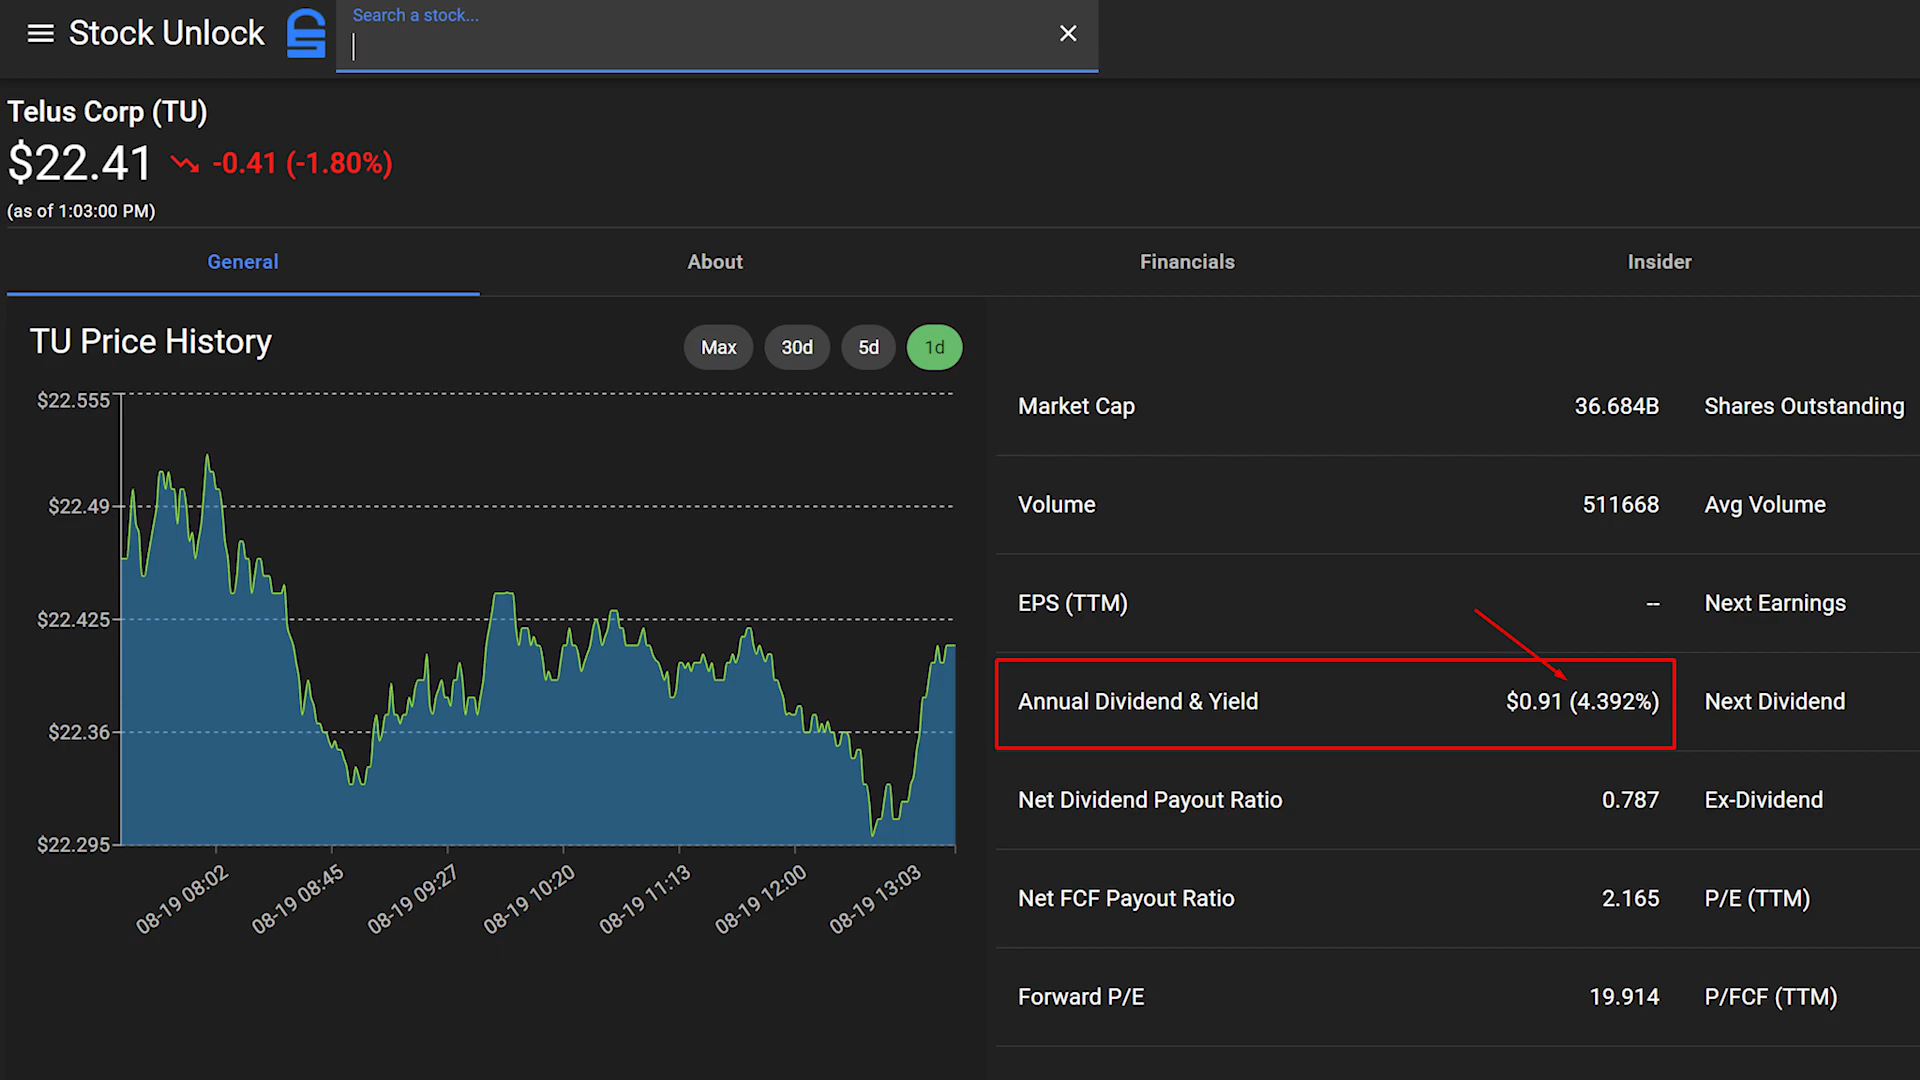 Stock Unlock
Search a stock...
Telus Corp (TU)
$22.41 -0.41 (-1.80%)
(as of 1:03:00 PM)
General About Financials Insider
TU Price History
Max 30d 5d 1d
$22.555
$22.49
$22.425
$22.36
$22.295
08-19 08:02 08-19 08:45 08-19 09:27 08-19 10:20 08-19 11:13 08-19 12:00 08-19 13:03
Market Cap 36.684B Shares Outstanding
Volume 511668 Avg Volume
EPS (TTM) -- Next Earnings
Annual Dividend & Yield $0.91 (4.392%) Next Dividend
Net Dividend Payout Ratio 0.787 Ex-Dividend
Net FCF Payout Ratio 2.165 P/E (TTM)
Forward P/E 19.914 P/FCF (TTM)